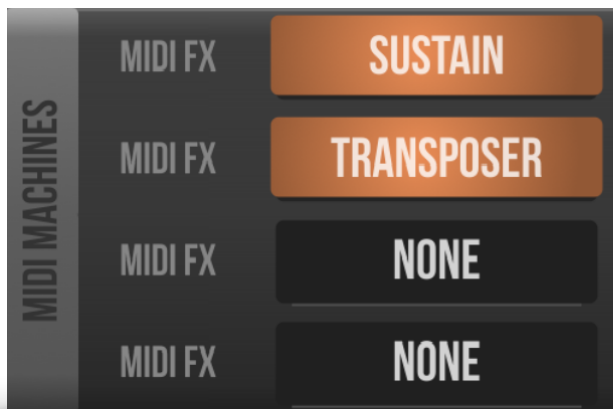 MIDI MACHINES
MIDI FX SUSTAIN
MIDI FX TRANSPOSER
MIDI FX NONE
MIDI FX NONE